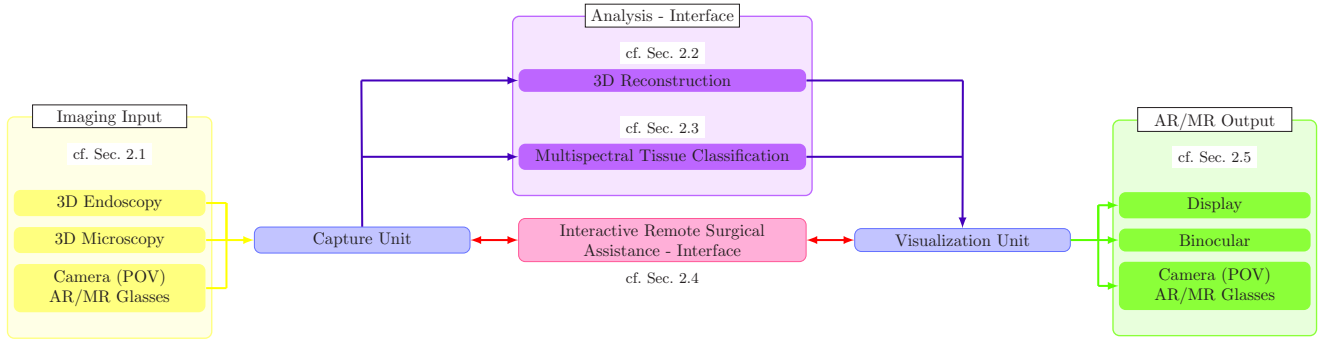 Imaging Input
cf. Sec. 2.1
3D Endoscopy
3D Microscopy
Camera (POV)
AR/MR Glasses
Capture Unit
Analysis - Interface
cf. Sec. 2.2
3D Reconstruction
cf. Sec. 2.3
Multispectral Tissue Classification
Interactive Remote Surgical
Assistance - Interface
cf. Sec. 2.4
Visualization Unit
AR/MR Output
cf. Sec. 2.5
Display
Binocular
Camera (POV)
AR/MR Glasses